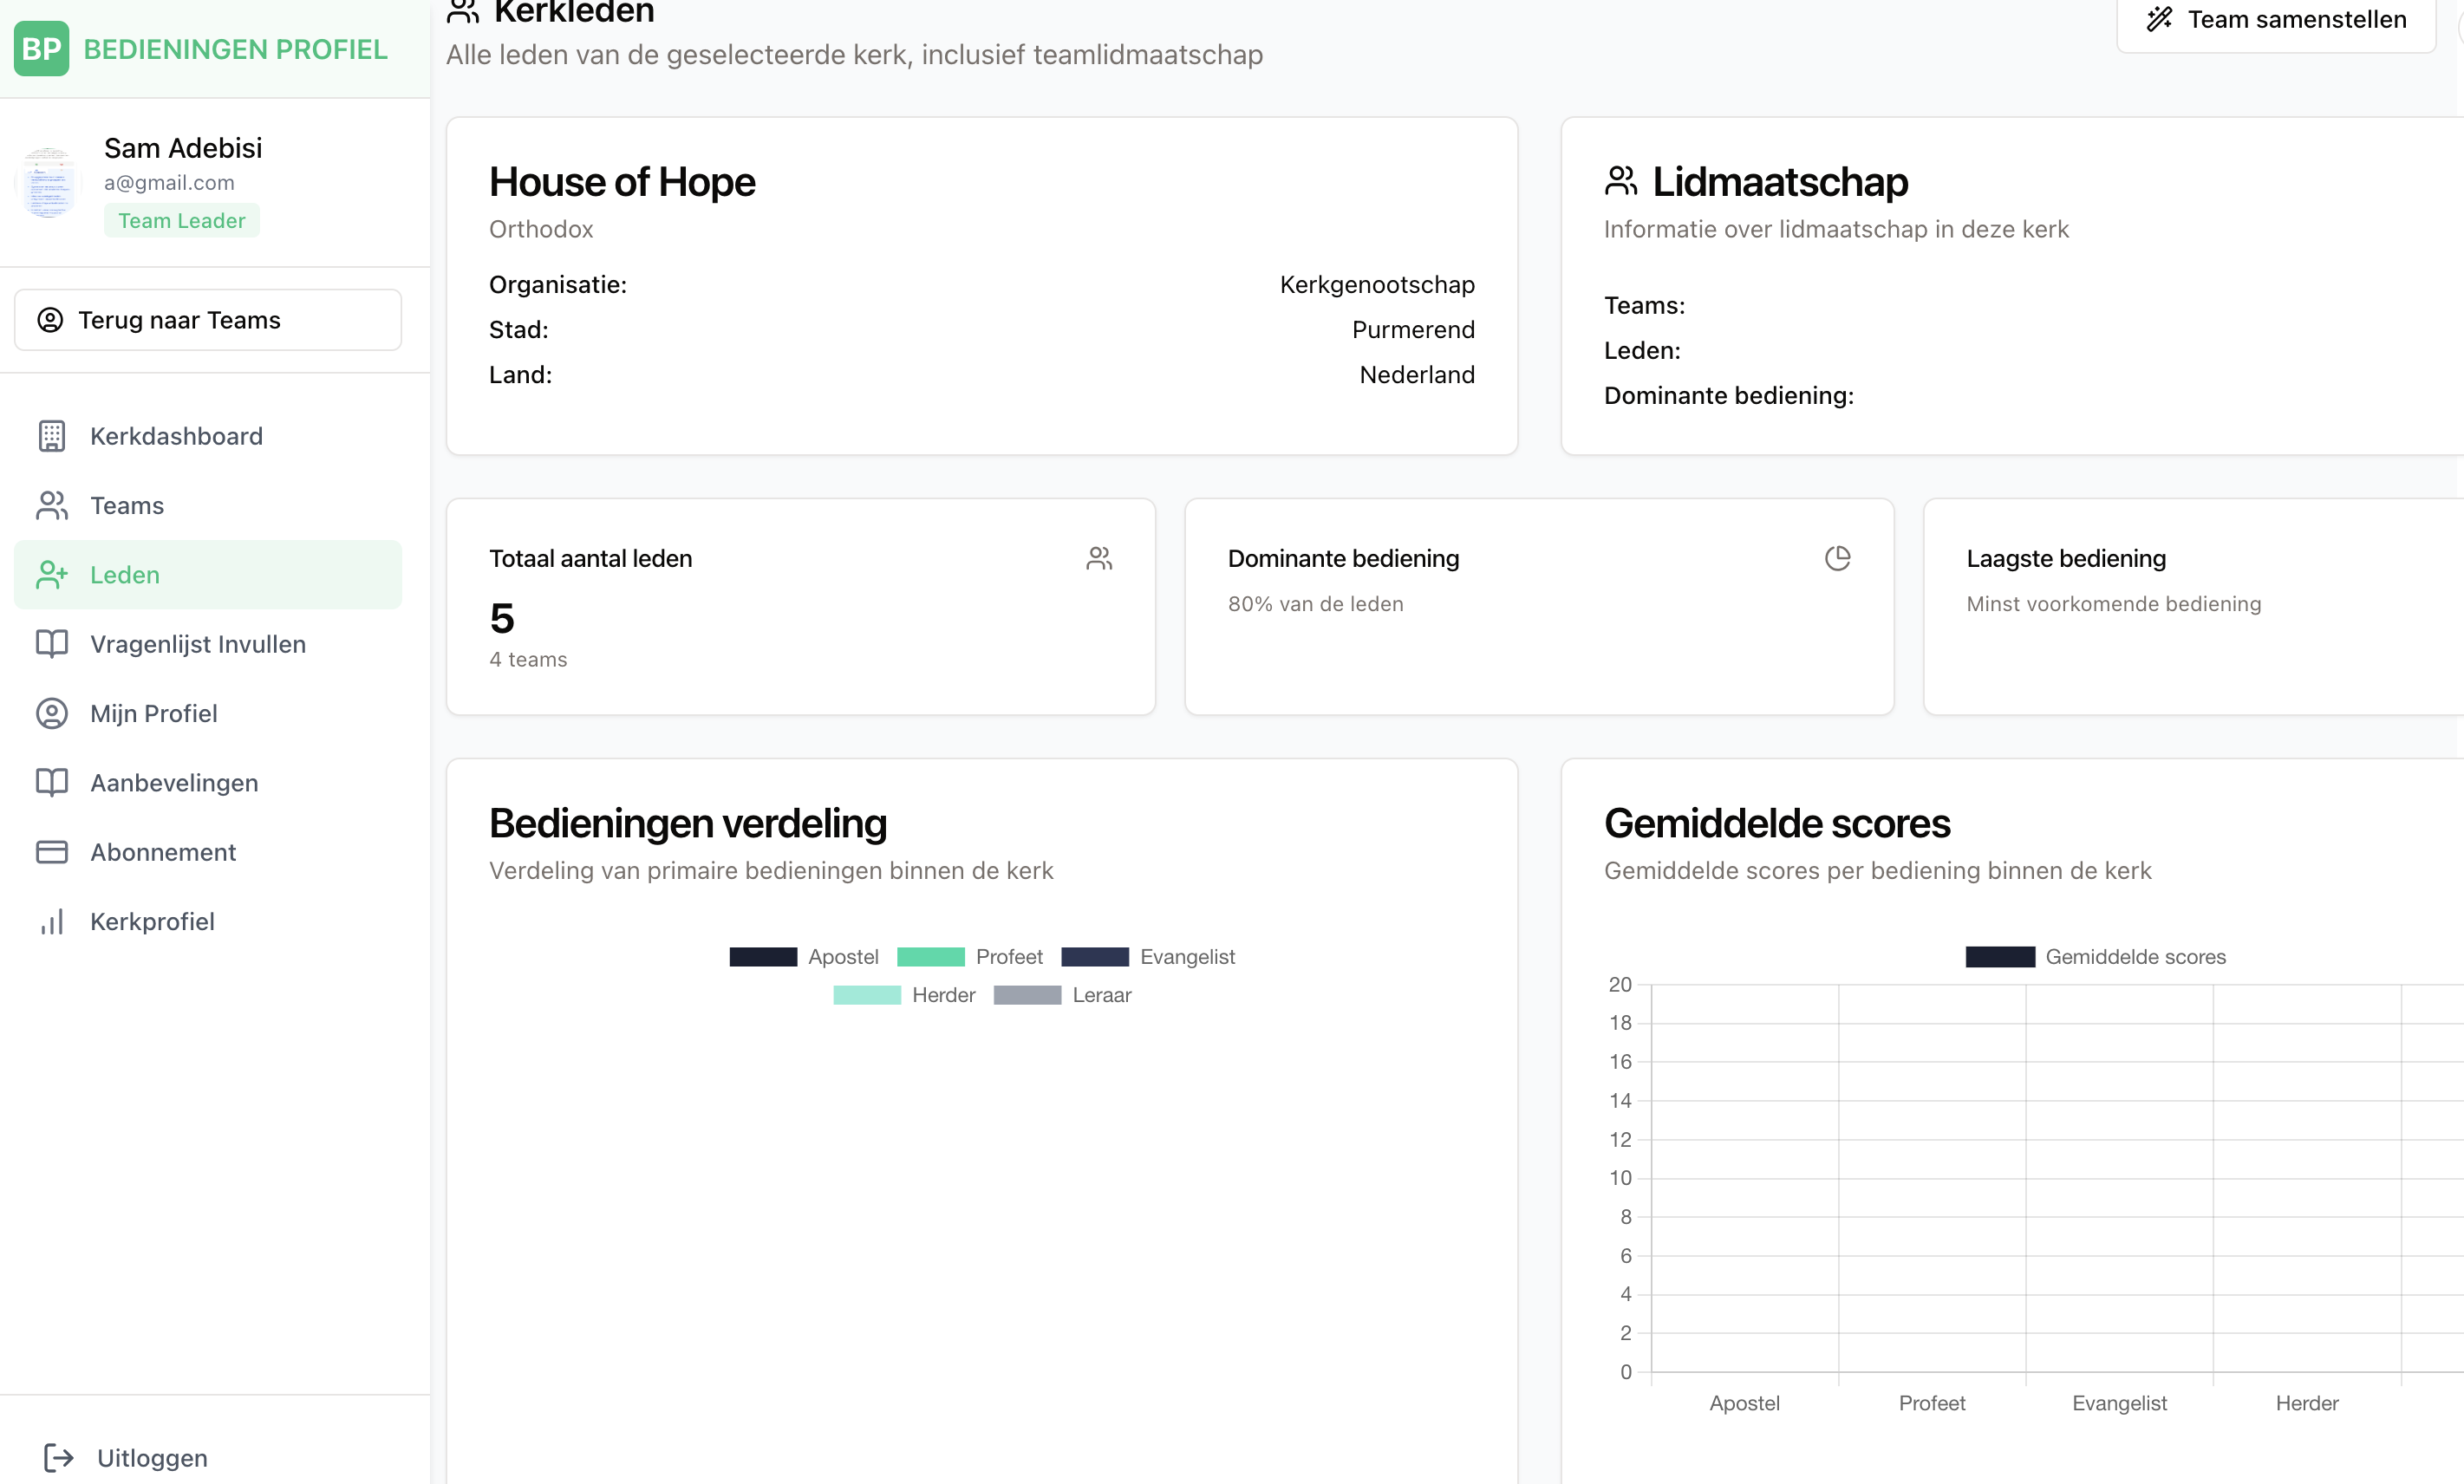 BP BEDIENINGEN PROFIEL
Sam Adebisi
a@gmail.com
Team Leader
Terug naar Teams
Kerkdashboard
Teams
Leden
Vragenlijst Invullen
Mijn Profiel
Aanbevelingen
Abonnement
Kerkprofiel
Uitloggen
Kerkleden
Alle leden van de geselecteerde kerk, inclusief teamlidmaatschap
Team samenstellen
House of Hope
Orthodox
Organisatie: Kerkgenootschap
Stad: Purmerend
Land: Nederland
Lidmaatschap
Informatie over lidmaatschap in deze kerk
Teams:
Leden:
Dominante bediening:
Totaal aantal leden
5
4 teams
Dominante bediening
80% van de leden
Laagste bediening
Minst voorkomende bediening
Bedieningen verdeling
Verdeling van primaire bedieningen binnen de kerk
Apostel Profeet Evangelist
Herder Leraar
Gemiddelde scores
Gemiddelde scores per bediening binnen de kerk
Gemiddelde scores
20
18
16
14
12
10
8
6
4
2
0
Apostel Profeet Evangelist Herder